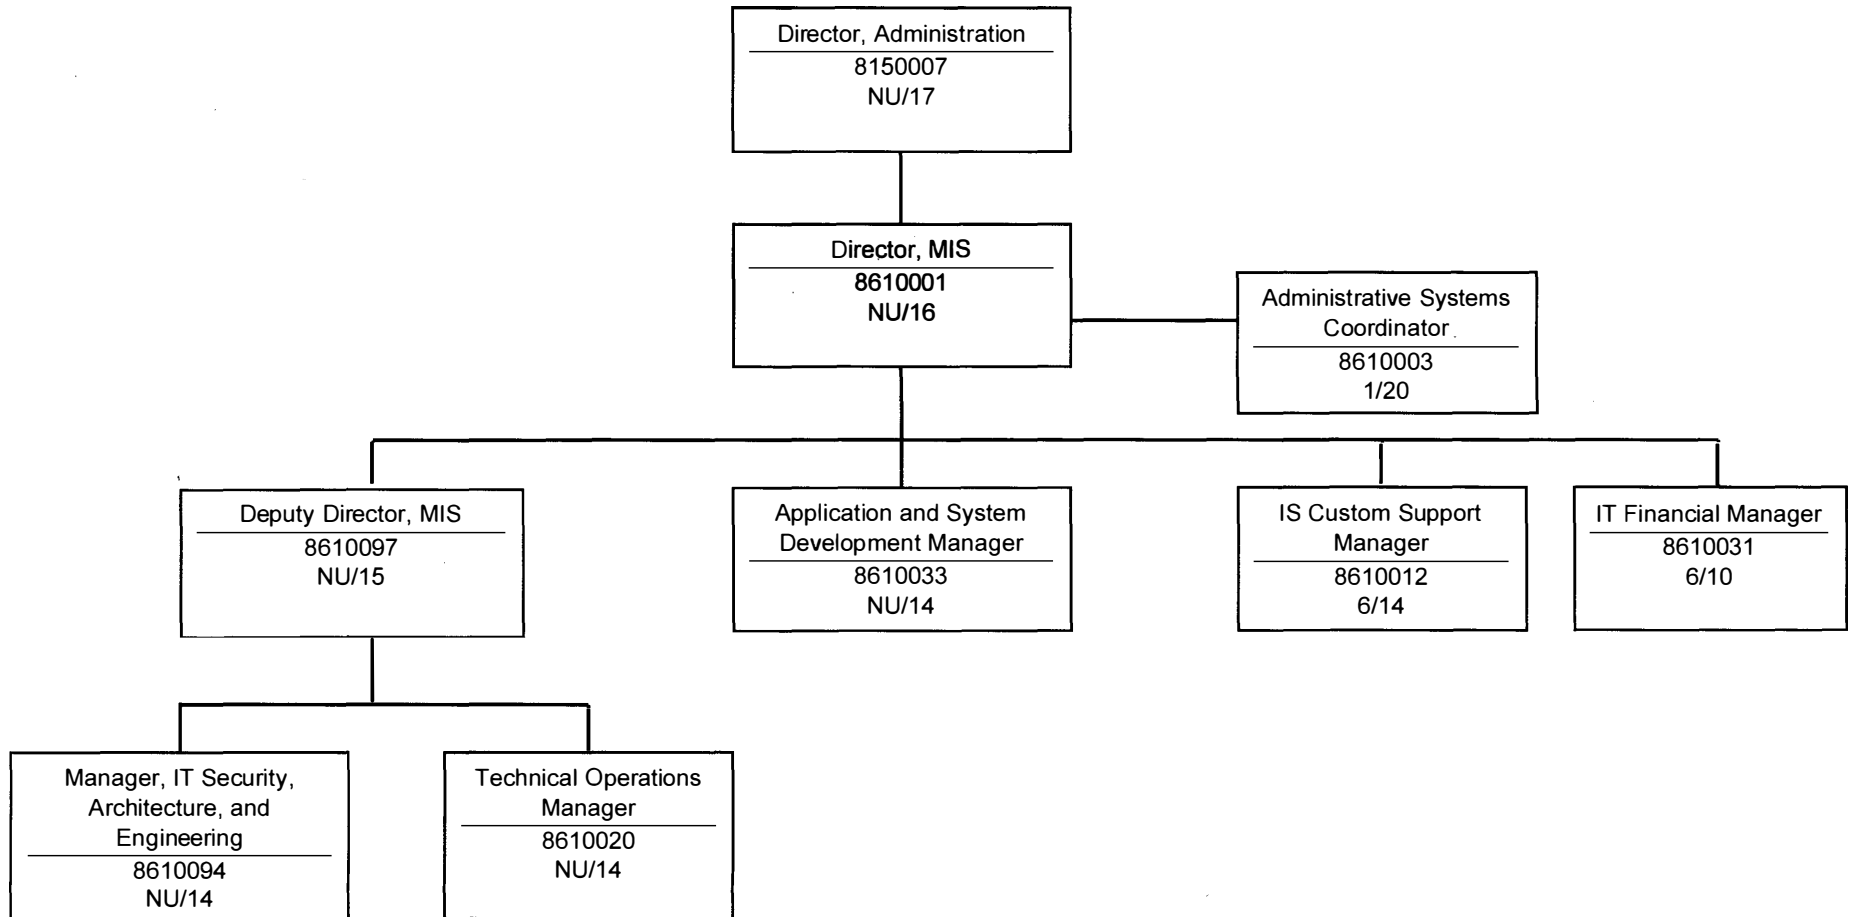 Director, Administration
8150007
NU/17
Director, MIS
8610001
NU/16
Administrative Systems
Coordinator
8610003
1/20
Deputy Director, MIS
8610097
NU/15
Application and System
Development Manager
8610033
NU/14
IS Custom Support
Manager
8610012
6/14
IT Financial Manager
8610031
6/10
Manager, IT Security,
Architecture, and
Engineering
8610094
NU/14
Technical Operations
Manager
8610020
NU/14